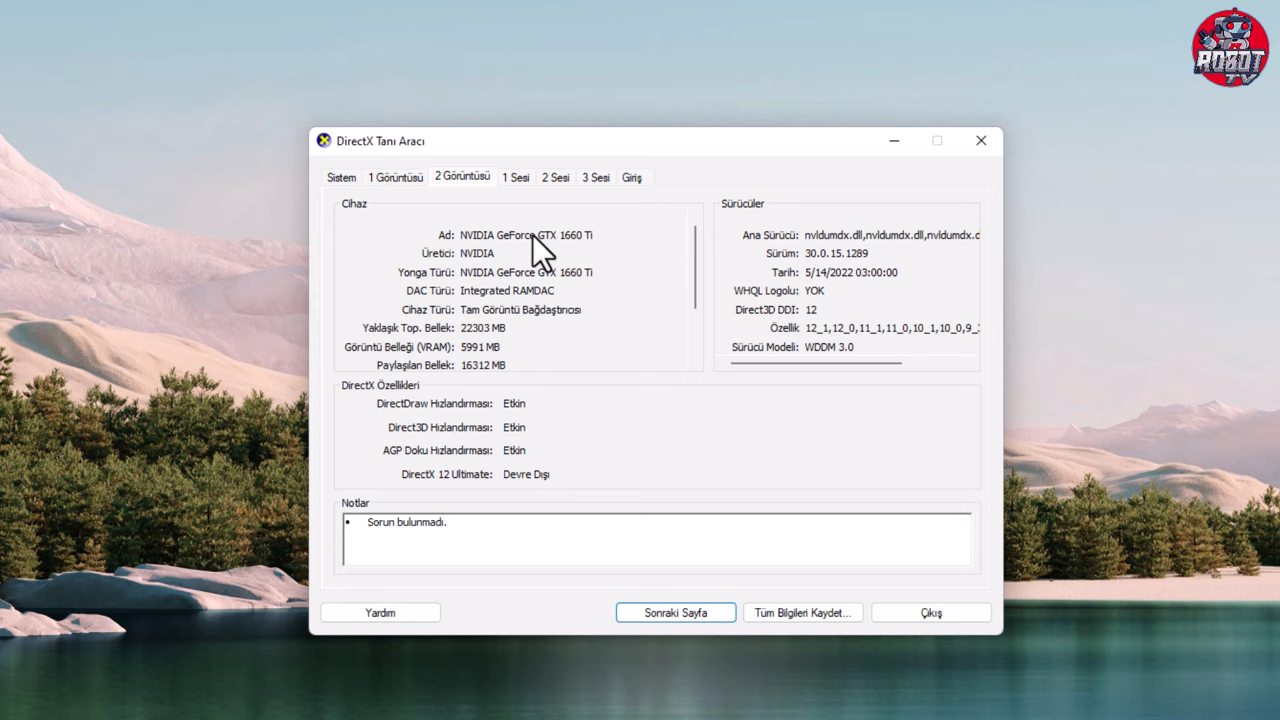 ROBOT
TV
DirectX Tanı Aracı
Sistem 1 Görüntüsü 2 Görüntüsü 1 Sesi 2 Sesi 3 Sesi Giriş
Cihaz
Ad: NVIDIA GeForce GTX 1660 Ti
Üretici: NVIDIA
Yonga Türü: NVIDIA GeForce GTX 1660 Ti
DAC Türü: Integrated RAMDAC
Cihaz Türü: Tam Görüntü Bağdaştırıcısı
Yaklaşık Top. Bellek: 22303 MB
Görüntü Belleği (VRAM): 5991 MB
Paylaşılan Bellek: 16312 MB
Sürücüler
Ana Sürücü: nvldumdx.dll,nvldumdx.dll,nvldumdx.d
Sürüm: 30.0.15.1289
Tarih: 5/14/2022 03:00:00
WHQL Logolu: YOK
Direct3D DDI: 12
Özellik 12_1,12_0,11_1,11_0,10_1,10_0,9_
Sürücü Modeli: WDDM 3.0
DirectX Özellikleri
DirectDraw Hızlandırması: Etkin
Direct3D Hızlandırması: Etkin
AGP Doku Hızlandırması: Etkin
DirectX 12 Ultimate: Devre Dışı
Notlar
• Sorun bulunmadı.
Yardım Sonraki Sayfa Tüm Bilgileri Kaydet... Çıkış